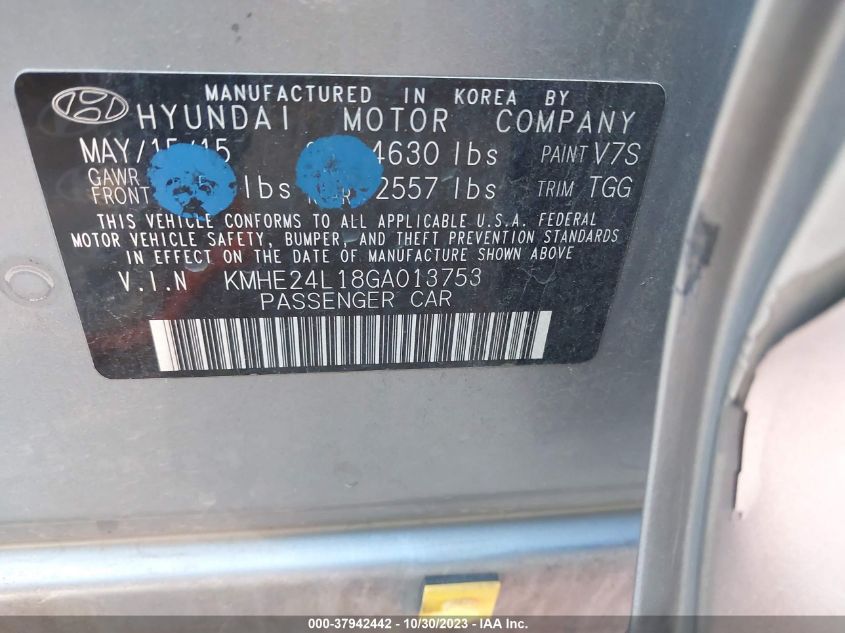 MANUFACTURED IN KOREA BY
HYUNDAI MOTOR COMPANY
MAY/15/15 4630 lbs PAINT V7S
GAWR
FRONT lbs 2557 lbs TRIM TGG
THIS VEHICLE CONFORMS TO ALL APPLICABLE U.S.A. FEDERAL
MOTOR VEHICLE SAFETY, BUMPER, AND THEFT PREVENTION STANDARDS
IN EFFECT ON THE DATE OF MANUFACTURE SHOWN ABOVE
V.I.N KMHE24L18GA013753
PASSENGER CAR
000-37942442 - 10/30/2023 - IAA Inc.